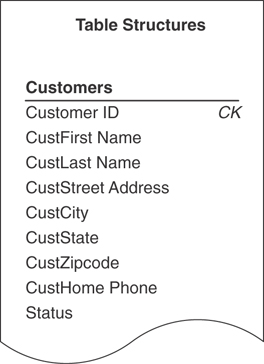 Table Structures
Customers
Customer ID CK
CustFirst Name
CustLast Name
CustStreet Address
CustCity
CustState
CustZipcode
CustHome Phone
Status